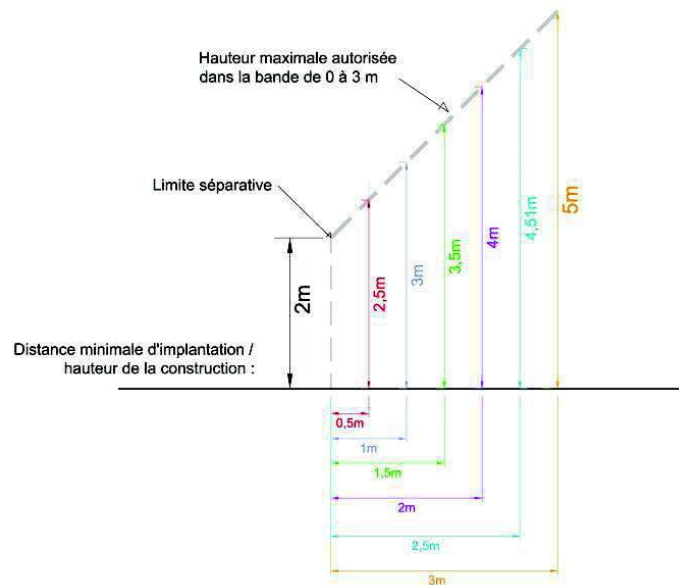 Hauteur maximale autorisée
dans la bande de 0 à 3 m
Limite séparative
2m
2,5m
3m
3,5m
4m
4,51m
5m
Distance minimale d'implantation /
hauteur de la construction :
0,5m
1m
1,5m
2m
2,5m
3m